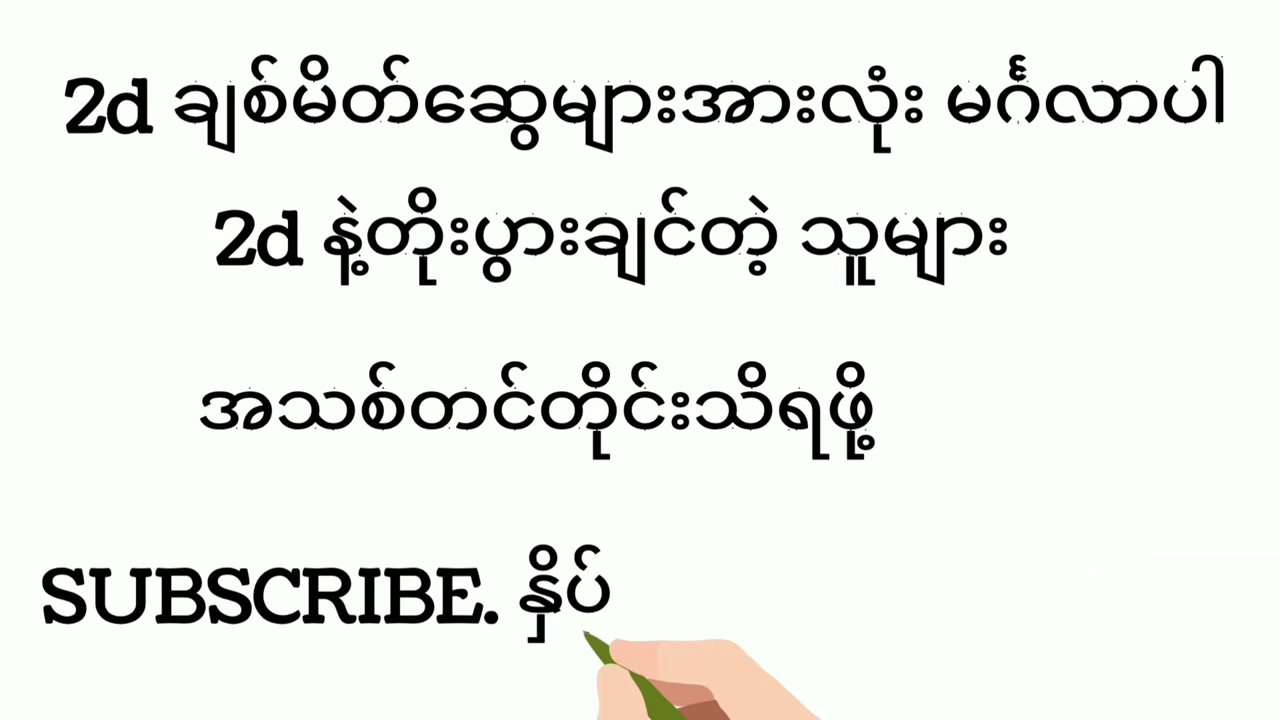 2d ချစ်မိတ်ဆွေများအားလုံး မင်္ဂလာပါ
2d နဲ့တိုးပွားချင်တဲ့ သူများ
အသစ်တင်တိုင်းသိရဖို့
SUBSCRIBE. နှိပ်